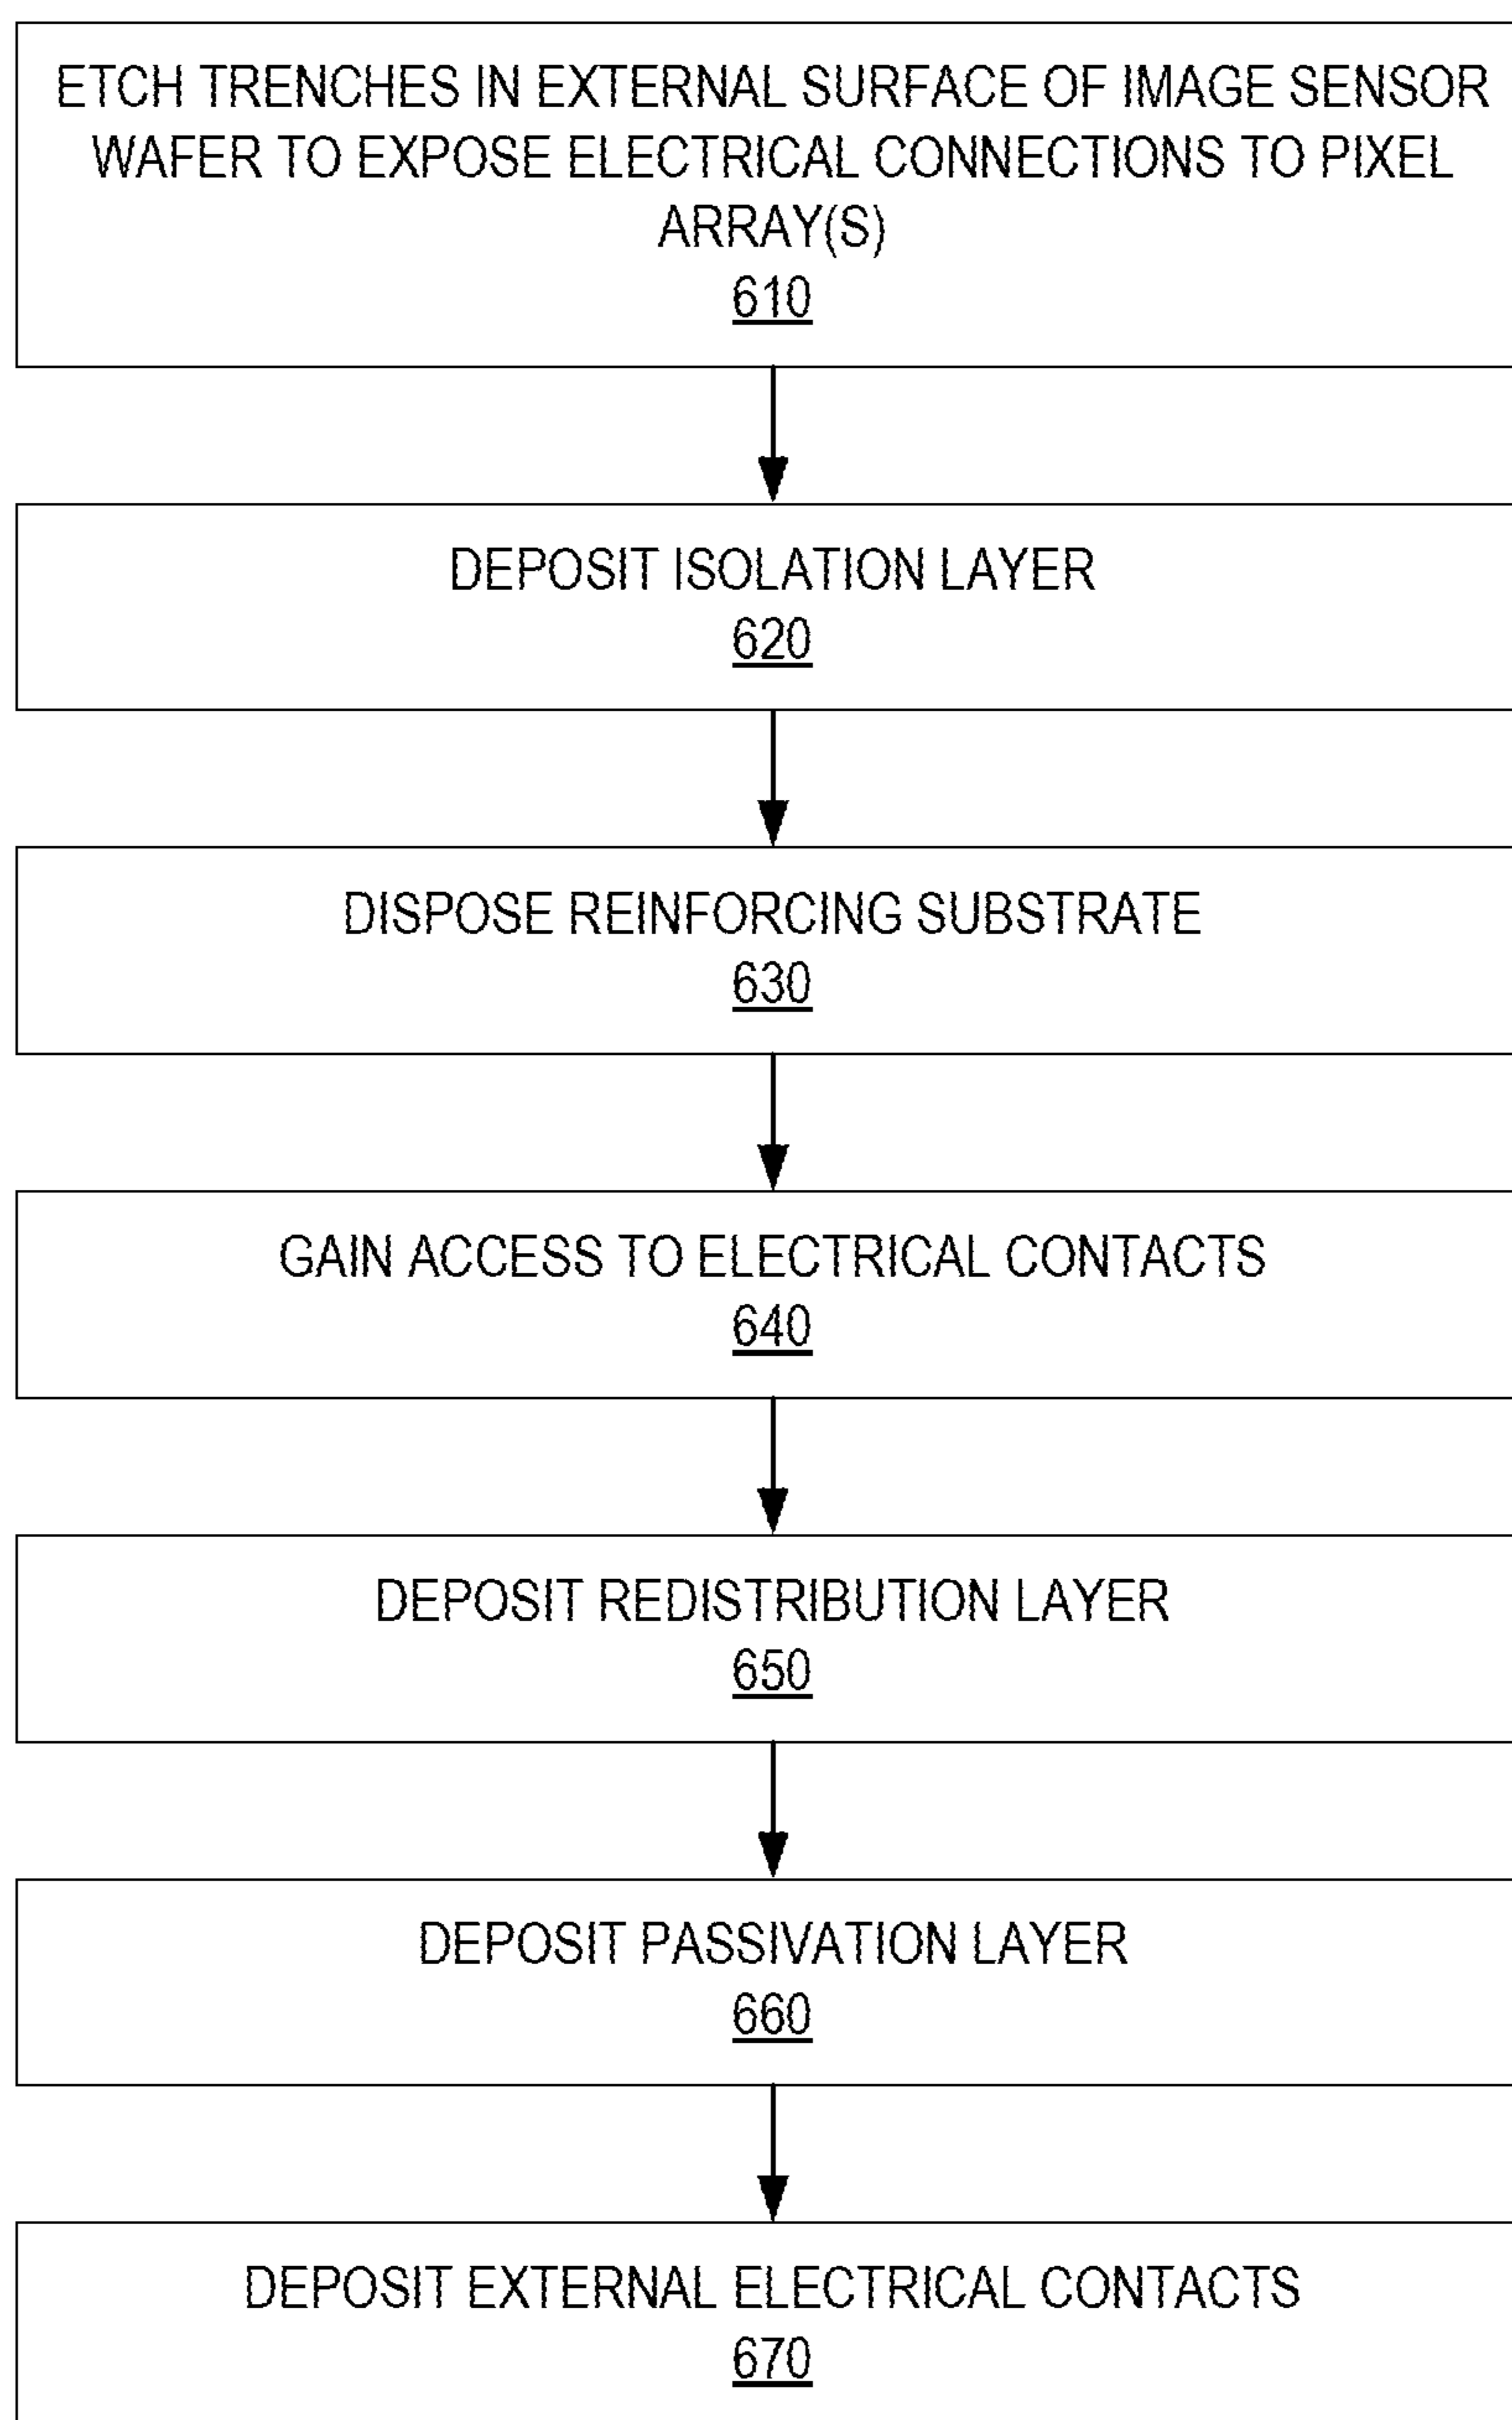 ETCH TRENCHES IN EXTERNAL SURFACE OF IMAGE SENSOR
WAFER TO EXPOSE ELECTRICAL CONNECTIONS TO PIXEL
ARRAY(S)
610
DEPOSIT ISOLATION LAYER
620
DISPOSE REINFORCING SUBSTRATE
630
GAIN ACCESS TO ELECTRICAL CONTACTS
640
DEPOSIT REDISTRIBUTION LAYER
650
DEPOSIT PASSIVATION LAYER
660
DEPOSIT EXTERNAL ELECTRICAL CONTACTS
670